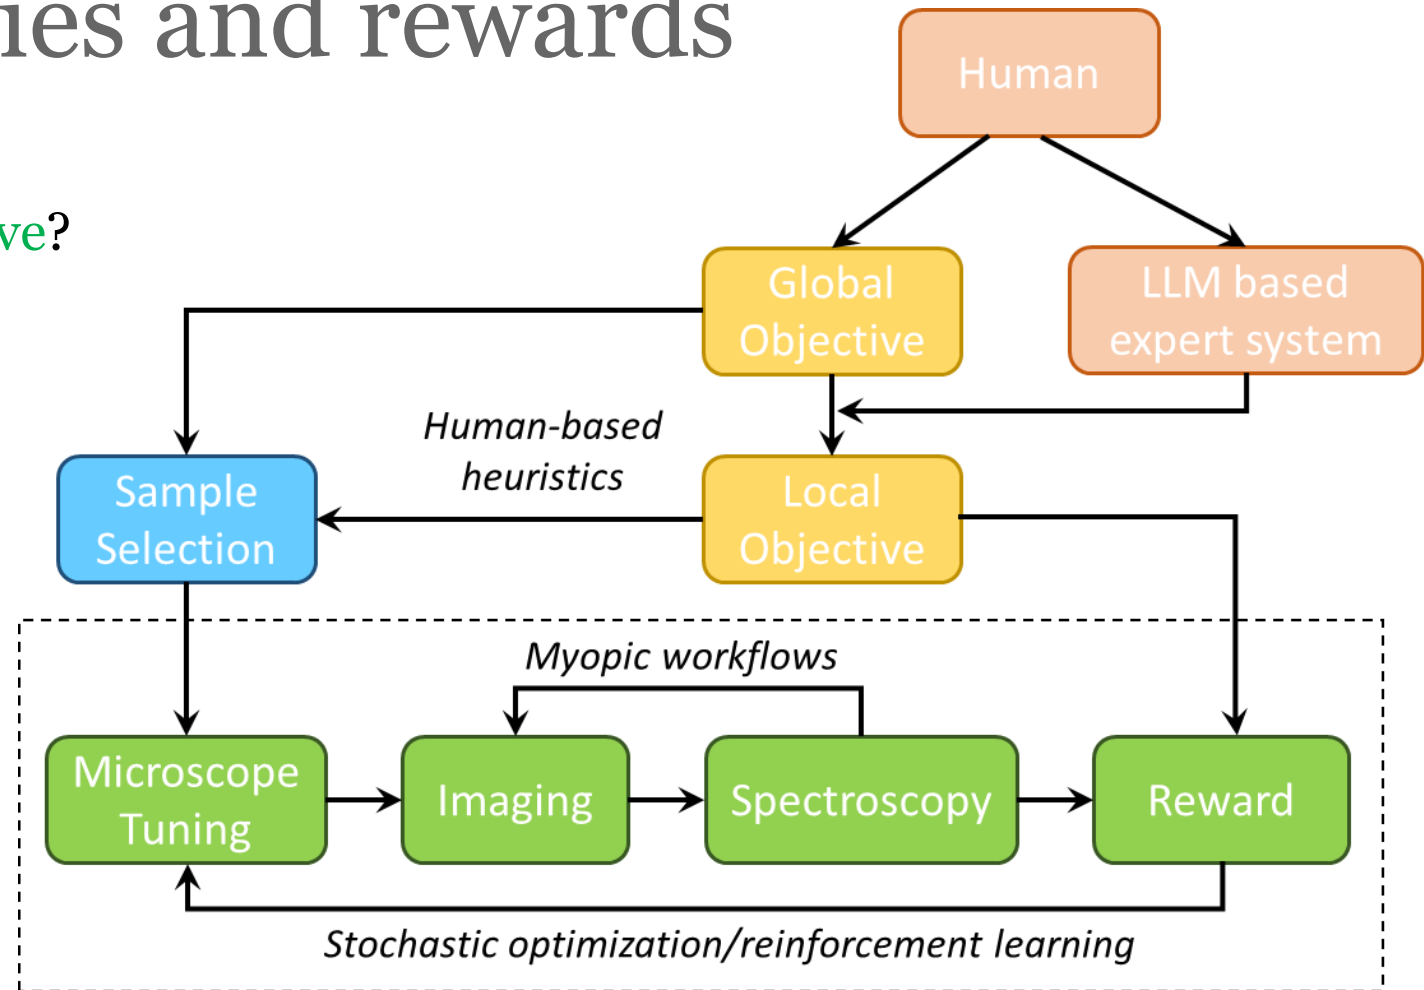 ies and rewards
ve?
Human
Global
Objective
LLM based
expert system
Human-based
heuristics
Sample
Selection
Local
Objective
Myopic workflows
Microscope
Tuning
Imaging
Spectroscopy
Reward
Stochastic optimization/reinforcement learning